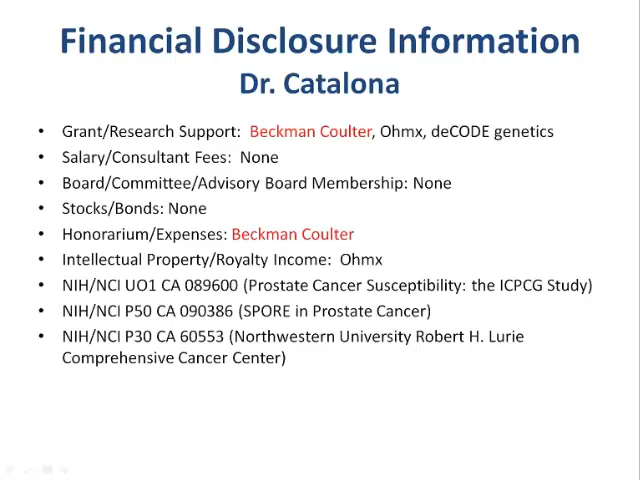 Financial Disclosure Information
Dr. Catalona
• Grant/Research Support:  Beckman Coulter, Ohmx, deCODE genetics
• Salary/Consultant Fees:  None
• Board/Committee/Advisory Board Membership: None
• Stocks/Bonds: None
• Honorarium/Expenses: Beckman Coulter
• Intellectual Property/Royalty Income:  Ohmx
• NIH/NCI UO1 CA 089600 (Prostate Cancer Susceptibility: the ICPCG Study)
• NIH/NCI P50 CA 090386 (SPORE in Prostate Cancer)
• NIH/NCI P30 CA 60553 (Northwestern University Robert H. Lurie
Comprehensive Cancer Center)